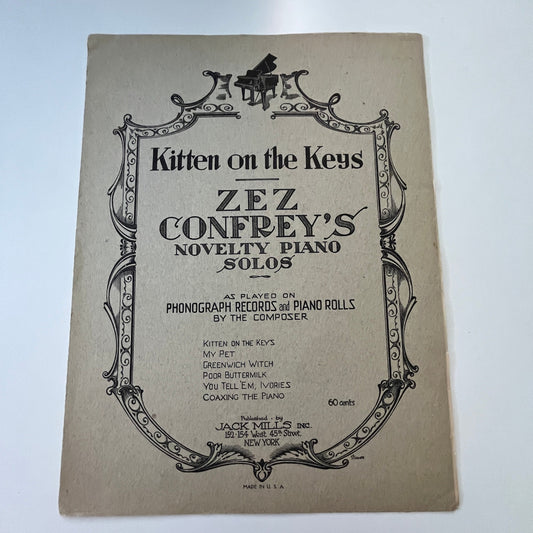 Kitten on the Keys
ZEZ
CONFREY'S
NOVELTY PIANO
SOLOS
AS PLAYED ON
PHONOGRAPH RECORDS and PIANO ROLLS
BY THE COMPOSER
KITTEN ON THE KEYS
MY PET
GREENWICH WITCH
POOR BUTTERMILK
YOU TELL 'EM, IVORIES
COAXING THE PIANO
60 cents
Published - by
JACK MILLS INC.
152-154 West 45th Street.
NEW YORK
MADE IN U. S. A.